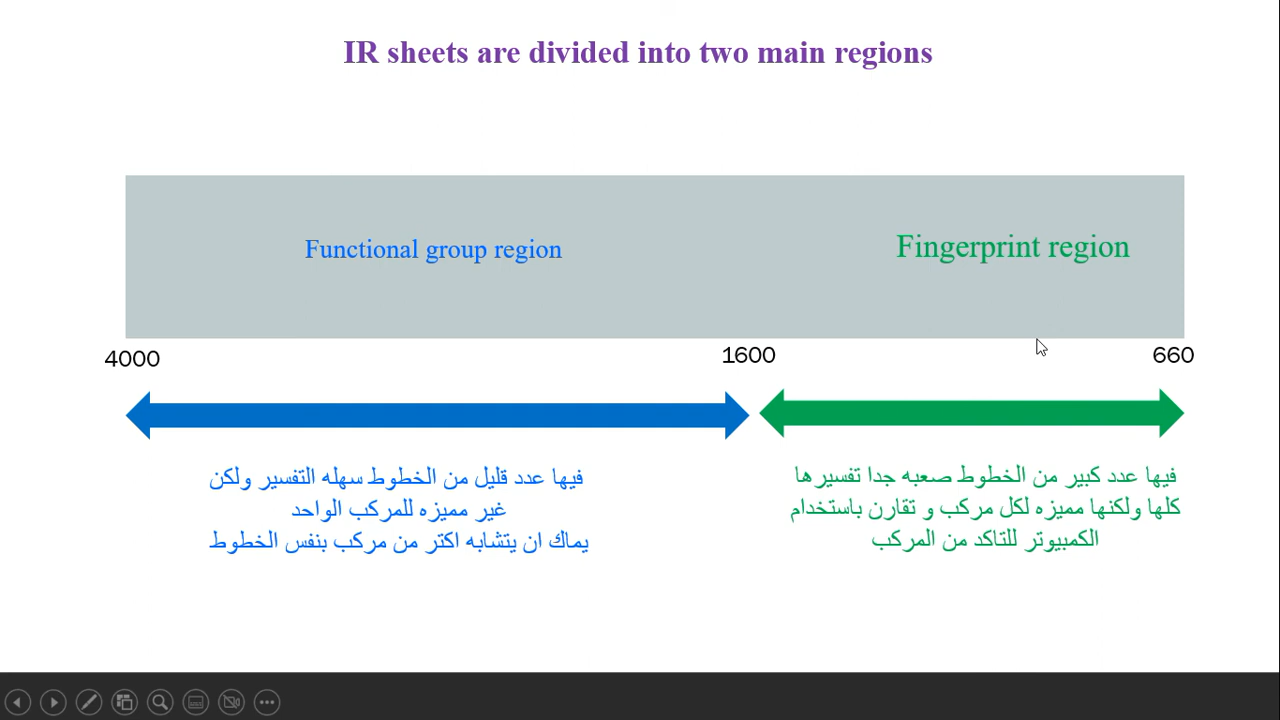 IR sheets are divided into two main regions
Functional group region
Fingerprint region
4000
1600
660
فيها عدد قليل من الخطوط سهله التفسير ولكن
غير مميزه للمركب الواحد
يماك ان يتشابه اكتر من مركب بنفس الخطوط
فيها عدد كبير من الخطوط صعبه جدا تفسيرها
كلها ولكنها مميزه لكل مركب و تقارن باستخدام
الكمبيوتر للتاكد من المركب